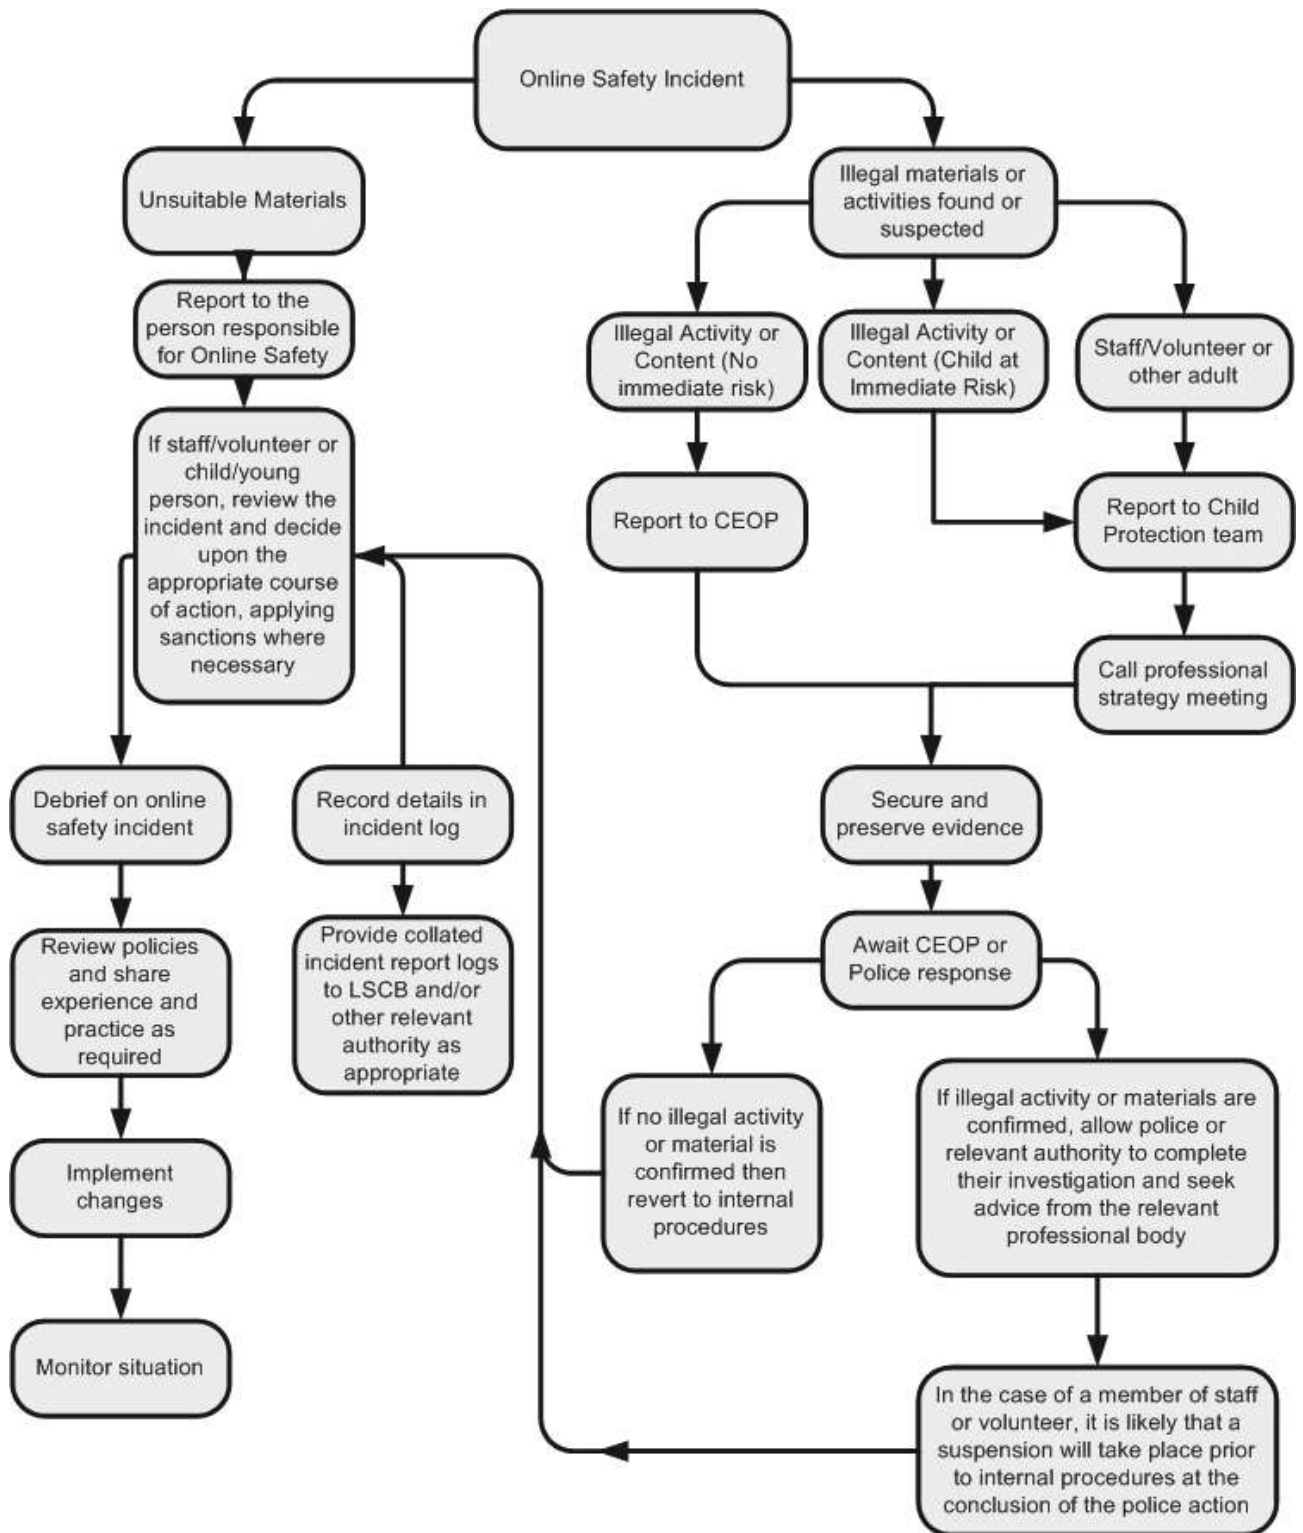 Online Safety Incident
Unsuitable Materials
Illegal materials or
activities found or
suspected
Report to the
person responsible
for Online Safety
Illegal Activity or
Content (No
immediate risk)
Illegal Activity or
Content (Child at
Immediate Risk)
Staff/Volunteer or
other adult
If staff/volunteer or
child/young
person, review the
incident and decide
upon the
appropriate course
of action, applying
sanctions where
necessary
Report to CEOP
Report to Child
Protection team
Call professional
strategy meeting
Debrief on online
safety incident
Record details in
incident log
Secure and
preserve evidence
Review policies
and share
experience and
practice as
required
Provide collated
incident report logs
to LSCB and/or
other relevant
authority as
appropriate
Await CEOP or
Police response
If no illegal activity
or material is
confirmed then
revert to internal
procedures
If illegal activity or materials are
confirmed, allow police or
relevant authority to complete
their investigation and seek
advice from the relevant
professional body
Implement
changes
Monitor situation
In the case of a member of staff
or volunteer, it is likely that a
suspension will take place prior
to internal procedures at the
conclusion of the police action